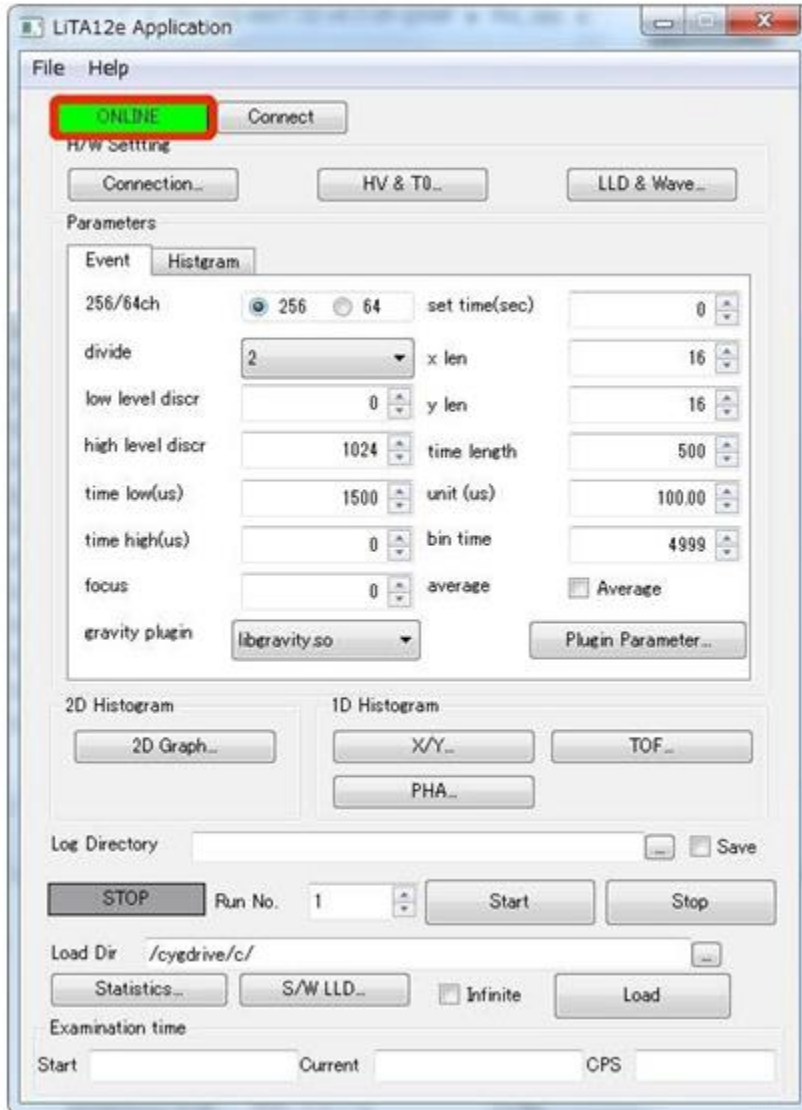 LiTA12e Application
File Help
ONLINE Connect
H/W Settting
Connection... HV & T0... LLD & Wave...
Parameters
Event Histgram
256/64ch 256 64 set time(sec) 0
divide 2 x len 16
low level discr 0 y len 16
high level discr 1024 time length 500
time low(us) 1500 unit (us) 100.00
time high(us) 0 bin time 4999
focus 0 average Average
gravity plugin libgravity.so Plugin Parameter...
2D Histogram 1D Histogram
2D Graph... X/Y... TOF...
PHA...
Log Directory ... Save
STOP Run No. 1 Start Stop
Load Dir /cygdrive/c/ ...
Statistics... S/W LLD... Infinite Load
Examination time
Start Current CPS